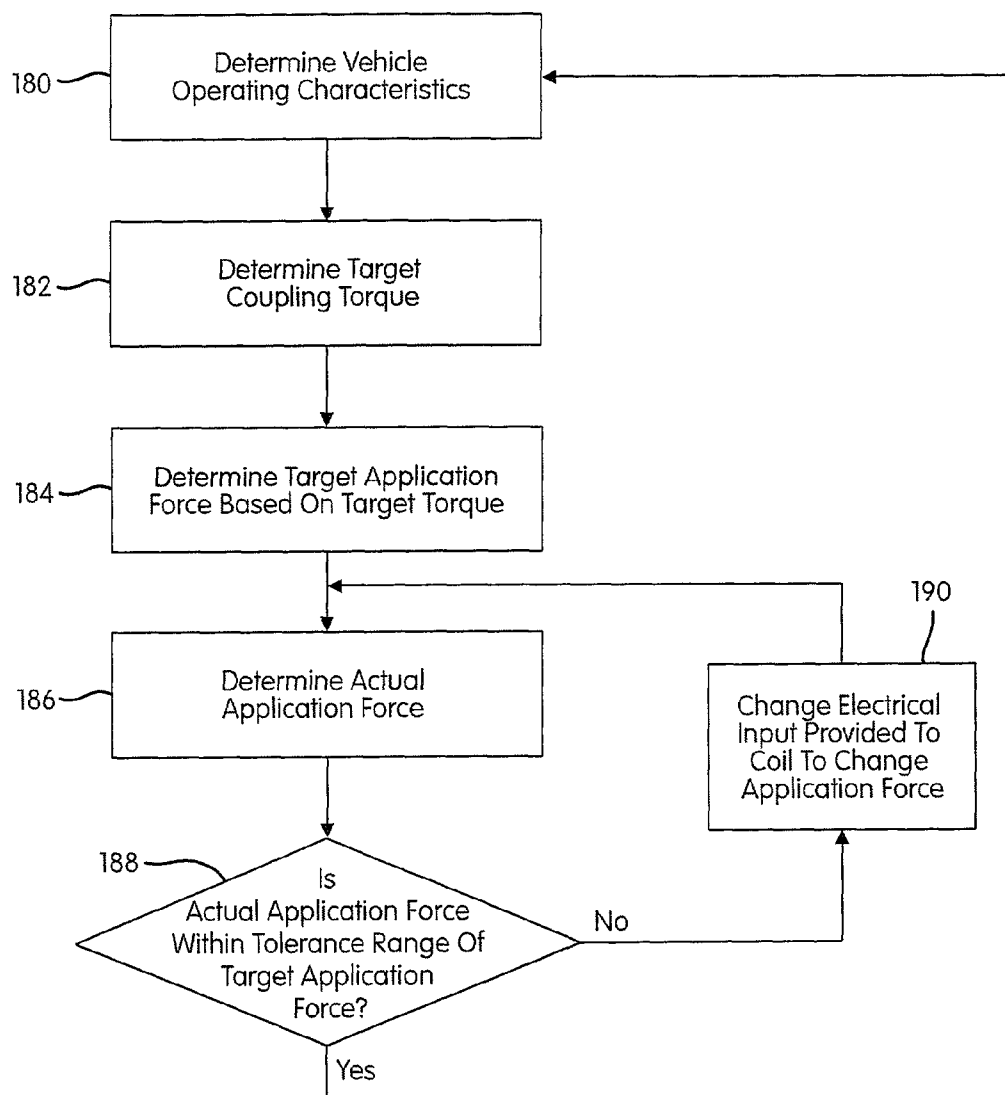 180
Determine Vehicle
Operating Characteristics
182
Determine Target
Coupling Torque
184
Determine Target Application
Force Based On Target Torque
186
Determine Actual
Application Force
190
Change Electrical
Input Provided To
Coil To Change
Application Force
188
Is
Actual Application Force
Within Tolerance Range Of
Target Application
Force?
No
Yes